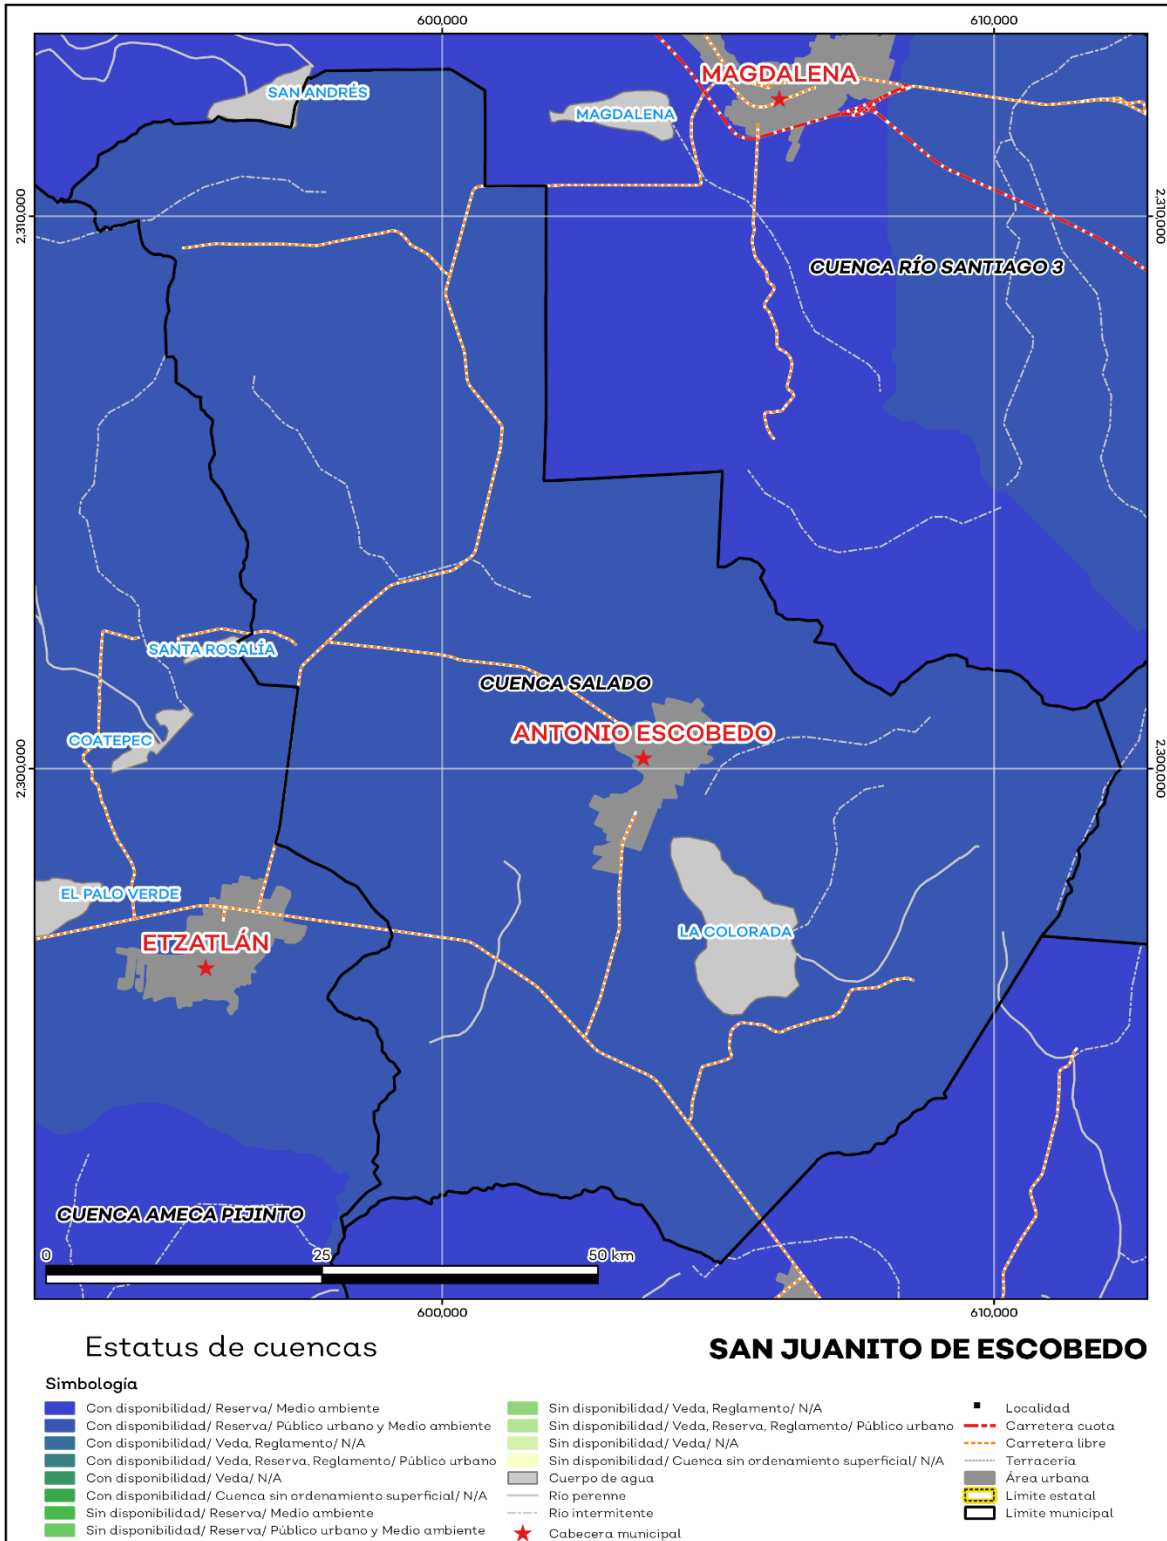 600,000
610,000
MAGDALENA
SAN ANDRÉS
MAGDALENA
2,310,000
2,310,000
CUENCA RÍO SANTIAGO 3
SANTA ROSALÍA
CUENCA SALADO
COATEPEC
ANTONIO ESCOBEDO
2,300,000
2,300,000
EL PALO VERDE
ETZATLÁN
LA COLORADA
CUENCA AMECA PIJINTO
0
25
50 km
600,000
610,000
Estatus de cuencas
SAN JUANITO DE ESCOBEDO
Simbología
Con disponibilidad/ Reserva/ Medio ambiente
Con disponibilidad/ Reserva/ Público urbano y Medio ambiente
Con disponibilidad/ Veda, Reglamento/ N/A
Con disponibilidad/ Veda, Reserva, Reglamento/ Público urbano
Con disponibilidad/ Veda/ N/A
Con disponibilidad/ Cuenca sin ordenamiento superficial/ N/A
Sin disponibilidad/ Reserva/ Medio ambiente
Sin disponibilidad/ Reserva/ Público urbano y Medio ambiente
Sin disponibilidad/ Veda, Reglamento/ N/A
Sin disponibilidad/ Veda, Reserva, Reglamento/ Público urbano
Sin disponibilidad/ Veda/ N/A
Sin disponibilidad/ Cuenca sin ordenamiento superficial/ N/A
Cuerpo de agua
Río perenne
Río intermitente
Cabecera municipal
Localidad
Carretera cuota
Carretera libre
Terracería
Área urbana
Límite estatal
Límite municipal